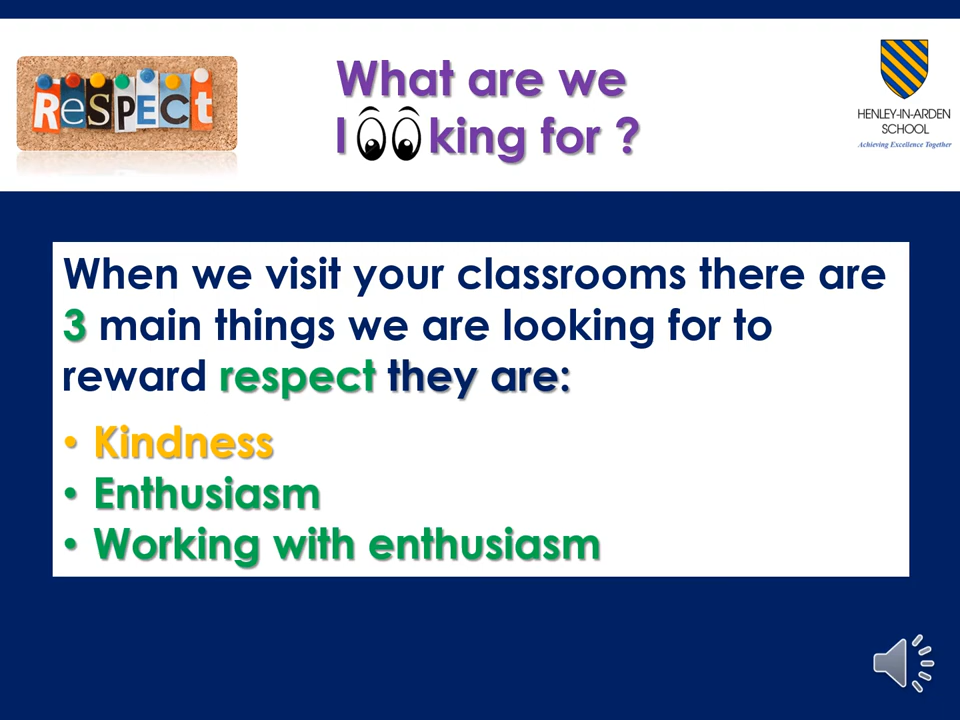 ReSPECt
What are we
l king for ?
HENLEY-IN-ARDEN
SCHOOL
Achieving Excellence Together
When we visit your classrooms there are
3 main things we are looking for to
reward respect they are:
• Kindness
• Enthusiasm
• Working with enthusiasm